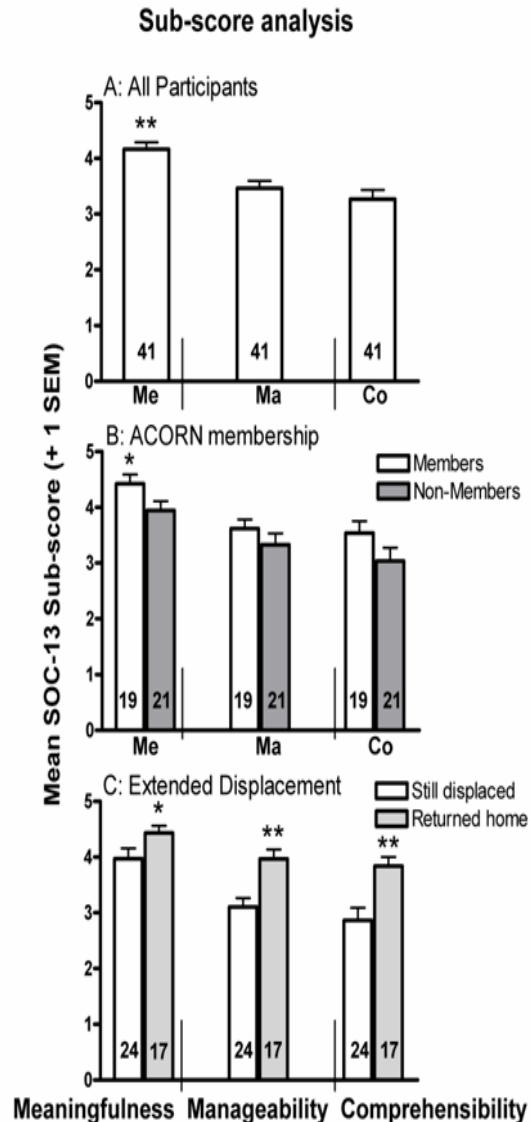 Sub-score analysis
Mean SOC-13 Sub-score (+ 1 SEM)
A: All Participants
5
**
4
3
2
1
41 41 41
0
Me Ma Co
B: ACORN membership
5
*
Members
Non-Members
4
3
2
1
19 21 19 21 19 21
0
Me Ma Co
C: Extended Displacement
Still displaced
Returned home
5
* ** **
4
3
2
1
24 17 24 17 24 17
0
Meaningfulness Manageability Comprehensibility